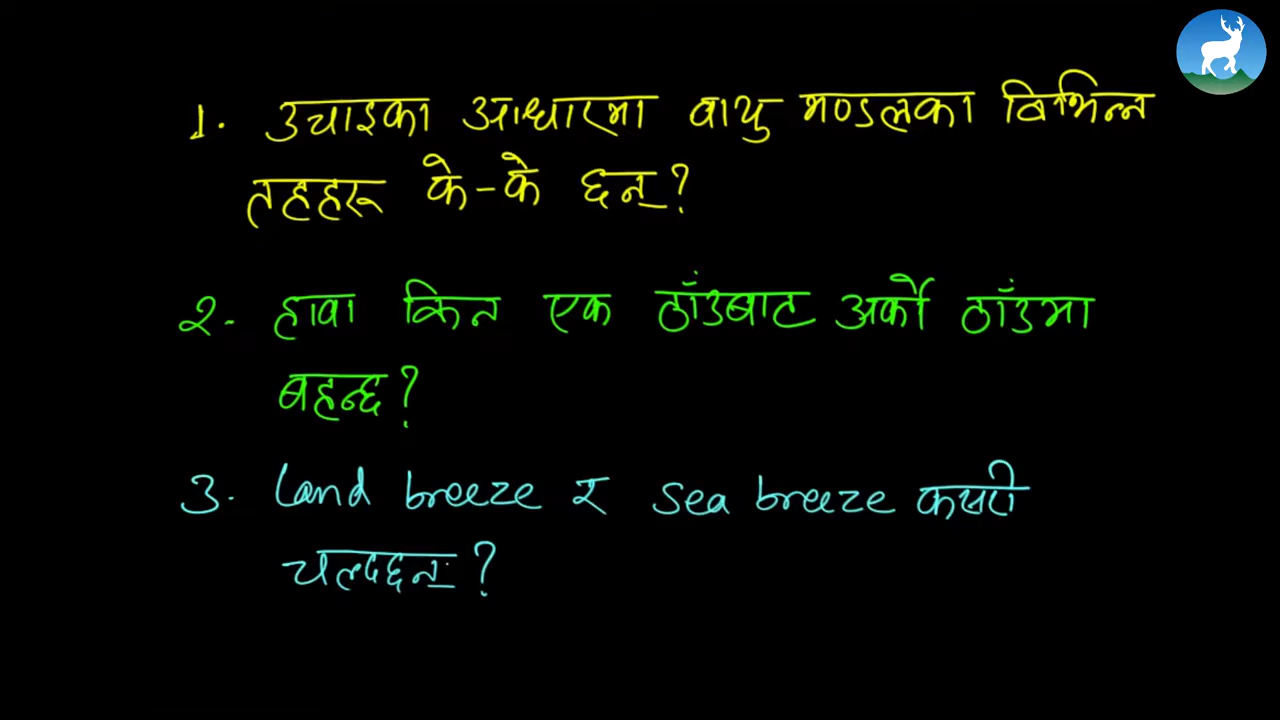 1. उचाइका आधारमा वायु मण्डलका विभिन्न
तहहरू के-के छन्?
२. हावा किन एक ठाँउबाट अर्को ठाँउमा
बहन्छ?
3. Land breeze र sea breeze कसरी
चल्दछन्?